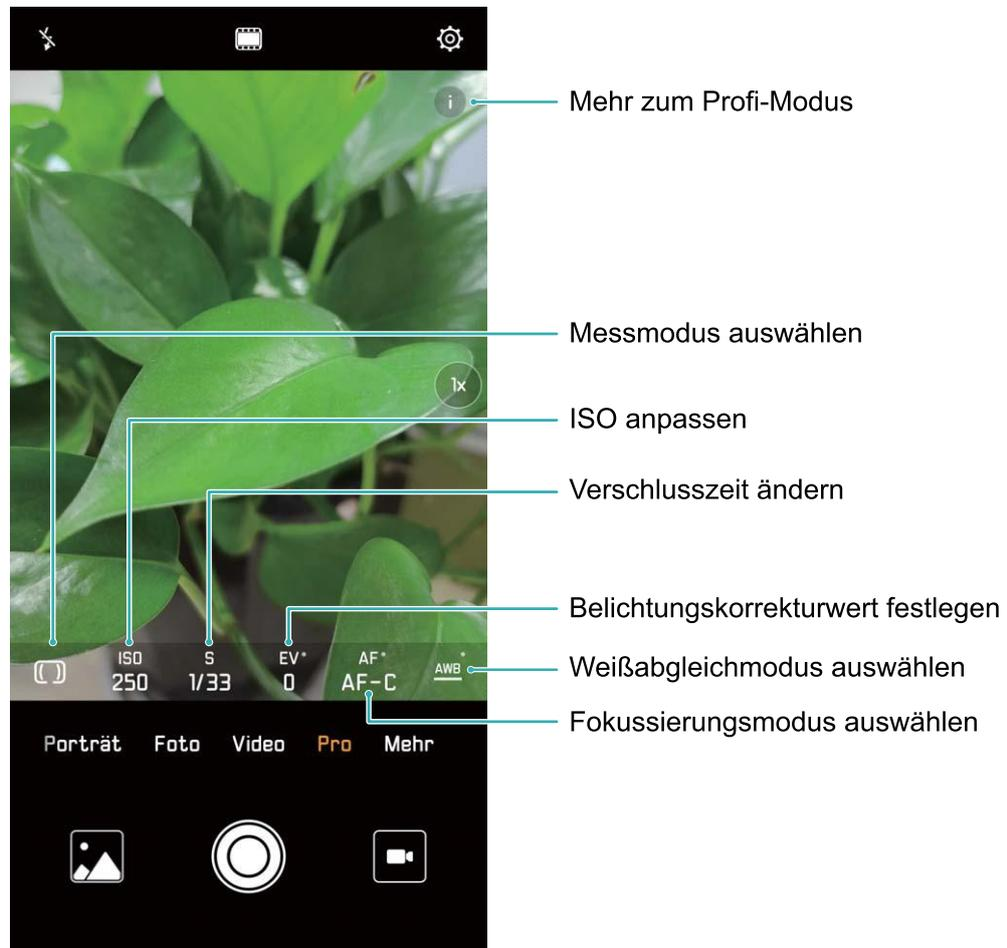 i
Mehr zum Profi-Modus
Messmodus auswählen
1x
ISO anpassen
Verschlusszeit ändern
Belichtungskorrekturwert festlegen
ISO S EV AF AWB
250 1/33 0 AF-C
Weißabgleichmodus auswählen
Fokussierungsmodus auswählen
Porträt Foto Video Pro Mehr